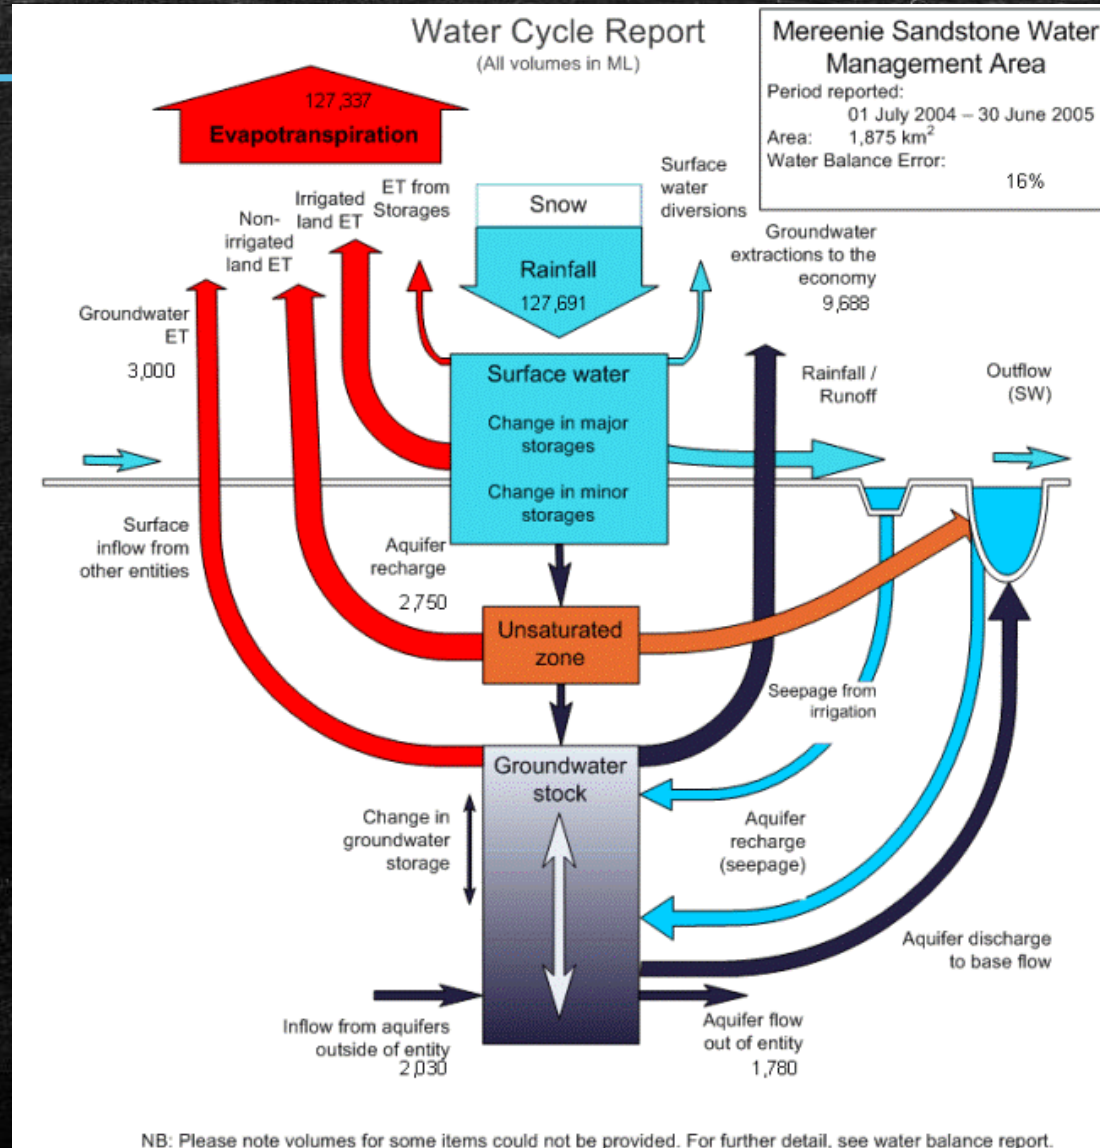 Water Cycle Report
(All volumes in ML)
Mereenie Sandstone Water
Management Area
Period reported:
01 July 2004 – 30 June 2005
Area: 1,875 km²
Water Balance Error:
16%
127,337
Evapotranspiration
Surface
water
diversions
ET from
Storages
Irrigated
land ET
Non-
irrigated
land ET
Snow
Rainfall
127,691
Groundwater
extractions to the
economy
9,688
Groundwater
ET
3,000
Surface water
Change in major
storages
Change in minor
storages
Rainfall /
Runoff
Outflow
(SW)
Surface
inflow from
other entities
Aquifer
recharge
2,750
Unsaturated
zone
Seepage from
irrigation
Groundwater
stock
Change in
groundwater
storage
Aquifer
recharge
(seepage)
Aquifer discharge
to base flow
Inflow from aquifers
outside of entity
2,030
Aquifer flow
out of entity
1,780
NB: Please note volumes for some items could not be provided. For further detail, see water balance report.